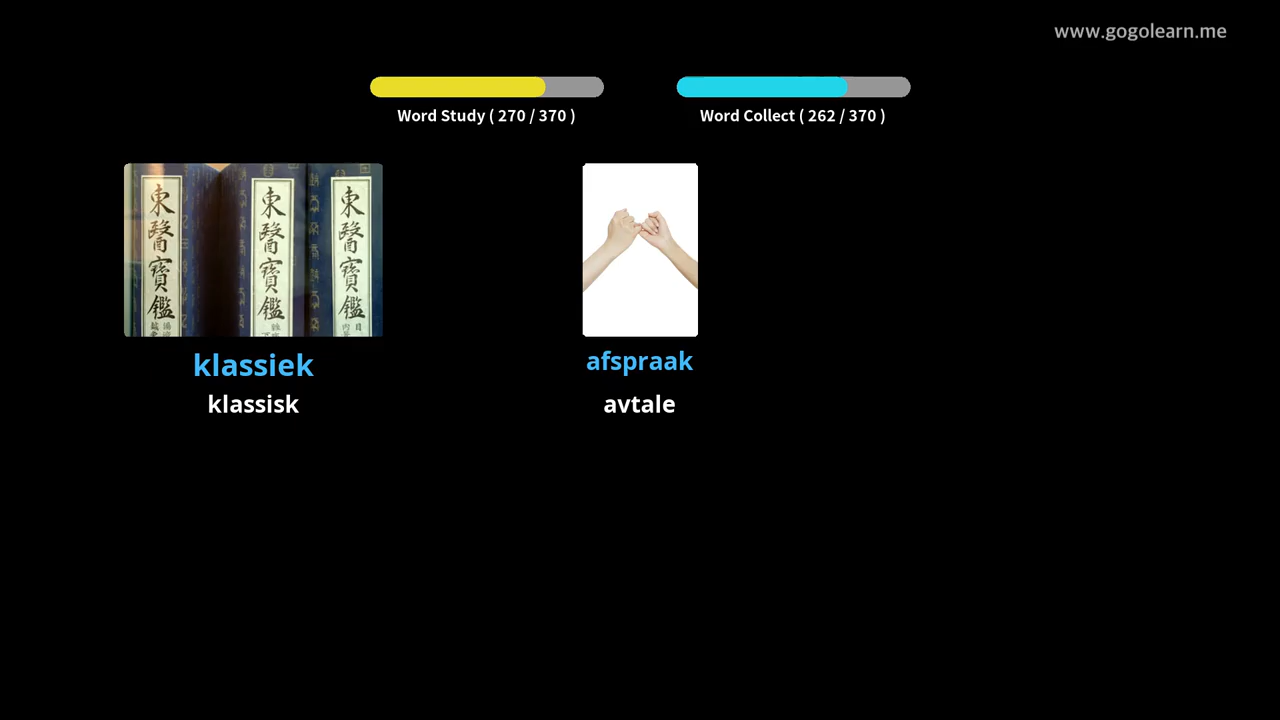 www.gogolearn.me
Word Study ( 270 / 370 )
Word Collect ( 262 / 370 )
東醫寶鑑
東醫寶鑑
東醫寶鑑
klassiek
klassisk
afspraak
avtale